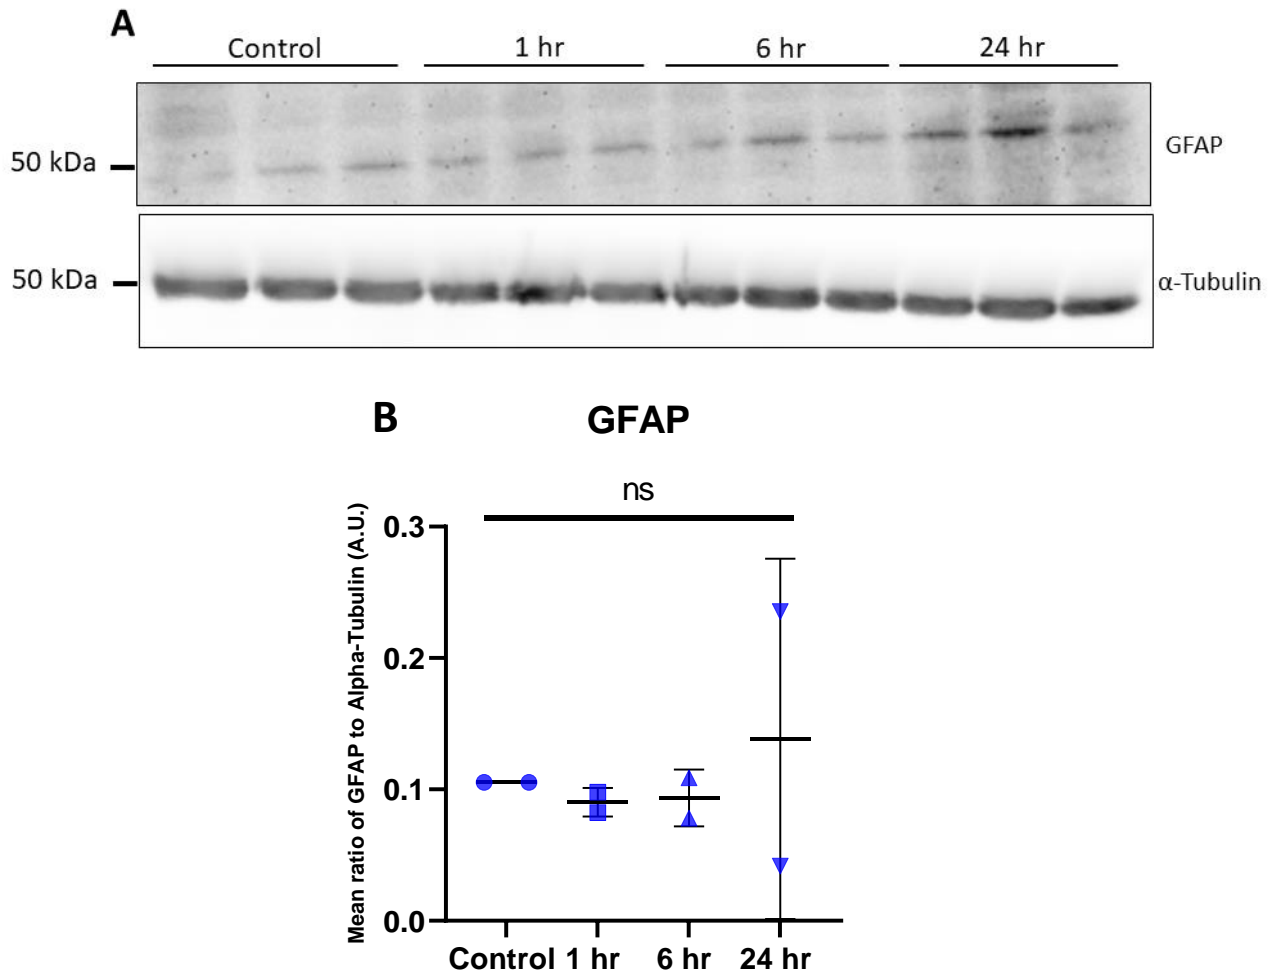 A
Control 1 hr 6 hr 24 hr
50 kDa GFAP
50 kDa α-Tubulin
B GFAP
ns
Mean ratio of GFAP to Alpha-Tubulin (A.U.)
0.3
0.2
0.1
0.0
Control 1 hr 6 hr 24 hr